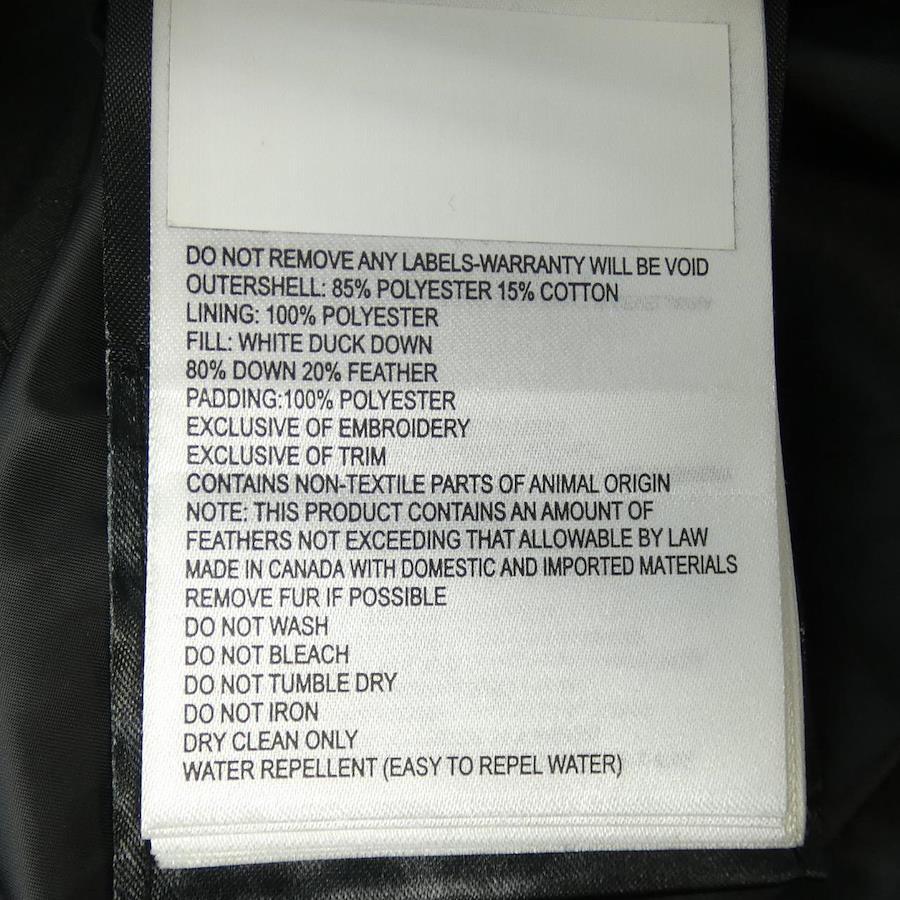 DO NOT REMOVE ANY LABELS-WARRANTY WILL BE VOID
OUTERSHELL: 85% POLYESTER 15% COTTON
LINING: 100% POLYESTER
FILL: WHITE DUCK DOWN
80% DOWN 20% FEATHER
PADDING:100% POLYESTER
EXCLUSIVE OF EMBROIDERY
EXCLUSIVE OF TRIM
CONTAINS NON-TEXTILE PARTS OF ANIMAL ORIGIN
NOTE: THIS PRODUCT CONTAINS AN AMOUNT OF
FEATHERS NOT EXCEEDING THAT ALLOWABLE BY LAW
MADE IN CANADA WITH DOMESTIC AND IMPORTED MATERIALS
REMOVE FUR IF POSSIBLE
DO NOT WASH
DO NOT BLEACH
DO NOT TUMBLE DRY
DO NOT IRON
DRY CLEAN ONLY
WATER REPELLENT (EASY TO REPEL WATER)